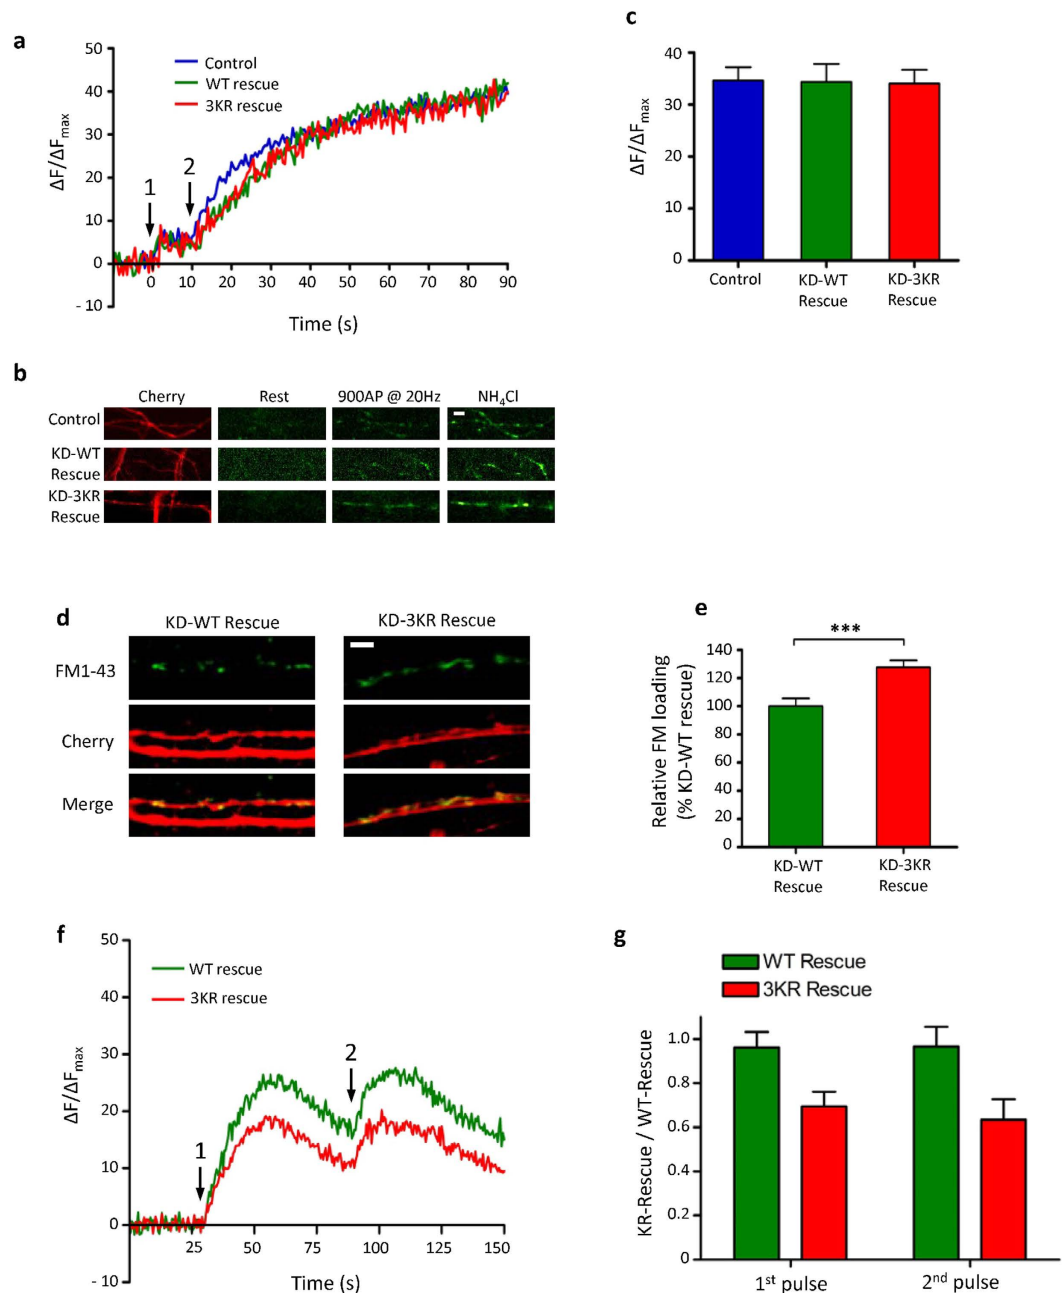 a
50
40
30
20
10
0
- 10
ΔF/ΔFmax
Control
WT rescue
3KR rescue
1
2
0 10 20 30 40 50 60 70 80 90
Time (s)
c
40
30
20
10
0
ΔF/ΔFmax
Control
KD-WT
Rescue
KD-3KR
Rescue
b
Cherry Rest 900AP @ 20Hz NH4Cl
Control
KD-WT
Rescue
KD-3KR
Rescue
d
KD-WT Rescue KD-3KR Rescue
FM1-43
Cherry
Merge
e
***
140
120
100
80
60
40
20
0
Relative FM loading
(% KD-WT rescue)
KD-WT
Rescue
KD-3KR
Rescue
f
50
40
30
20
10
0
- 10
ΔF/ΔFmax
WT rescue
3KR rescue
1
2
25 50 75 100 125 150
Time (s)
g
WT Rescue
3KR Rescue
1.0
0.8
0.6
0.4
0.2
0
KR-Rescue / WT-Rescue
1st pulse 2nd pulse